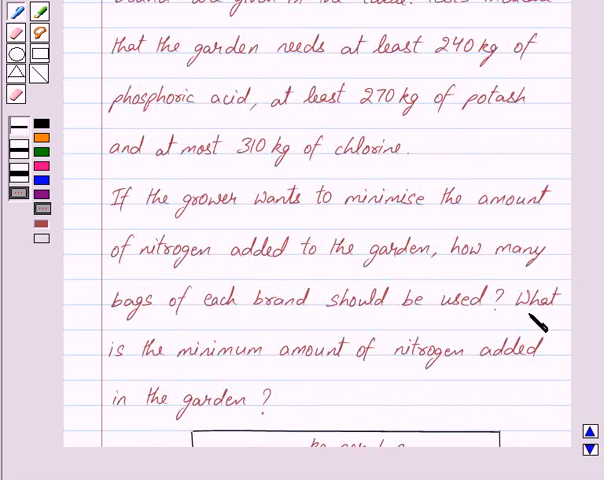 that the garden needs at least 240 kg of
phosphoric acid, at least 270 kg of potash
and at most 310 kg of chlorine.
If the grower wants to minimise the amount
of nitrogen added to the garden, how many
bags of each brand should be used? What
is the minimum amount of nitrogen added
in the garden?